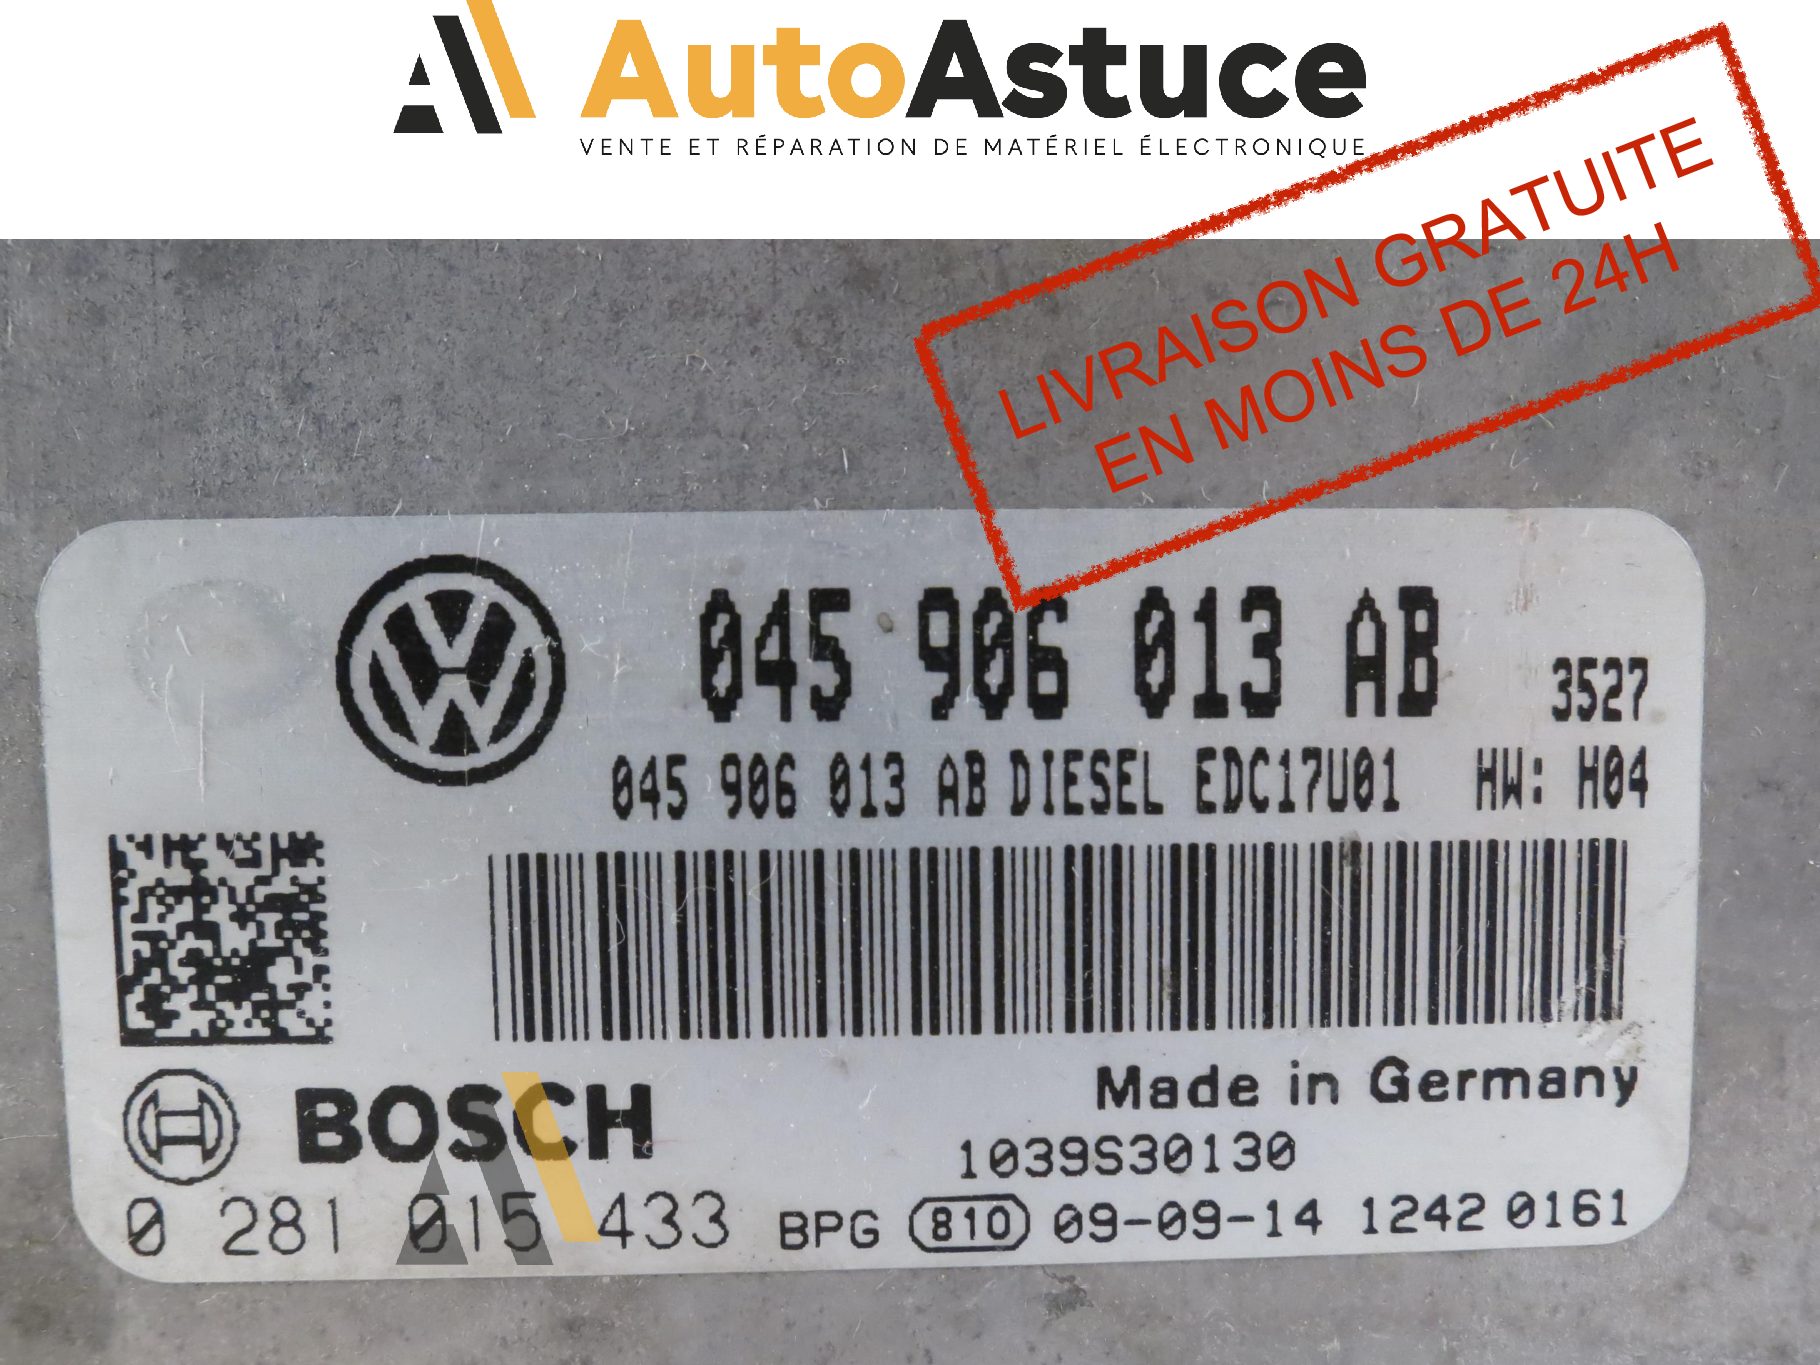 AutoAstuce
VENTE ET RÉPARATION DE MATÉRIEL ÉLECTRONIQUE
LIVRAISON GRATUITE
EN MOINS DE 24H
045 906 013 AB 3527
045 906 013 AB DIESEL EDC17U01 HW: H04
BOSCH
Made in Germany
1039S30130
0 281 015 433 BPG 810 09-09-14 1242 0161